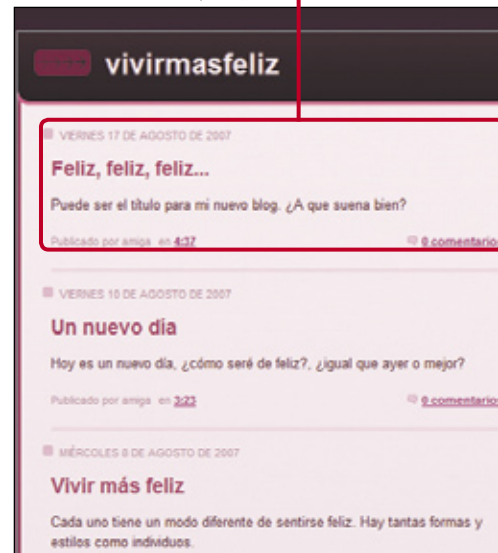 vivirmasfeliz
VIERNES 17 DE AGOSTO DE 2007
Feliz, feliz, feliz...
Puede ser el título para mi nuevo blog. ¿A que suena bien?
Publicado por amiga en 4:37 0 comentarios
VIERNES 10 DE AGOSTO DE 2007
Un nuevo día
Hoy es un nuevo día, ¿cómo seré de feliz?, ¿igual que ayer o mejor?
Publicado por amiga en 3:23 0 comentarios
MIÉRCOLES 8 DE AGOSTO DE 2007
Vivir más feliz
Cada uno tiene un modo diferente de sentirse feliz. Hay tantas formas y
estilos como individuos.